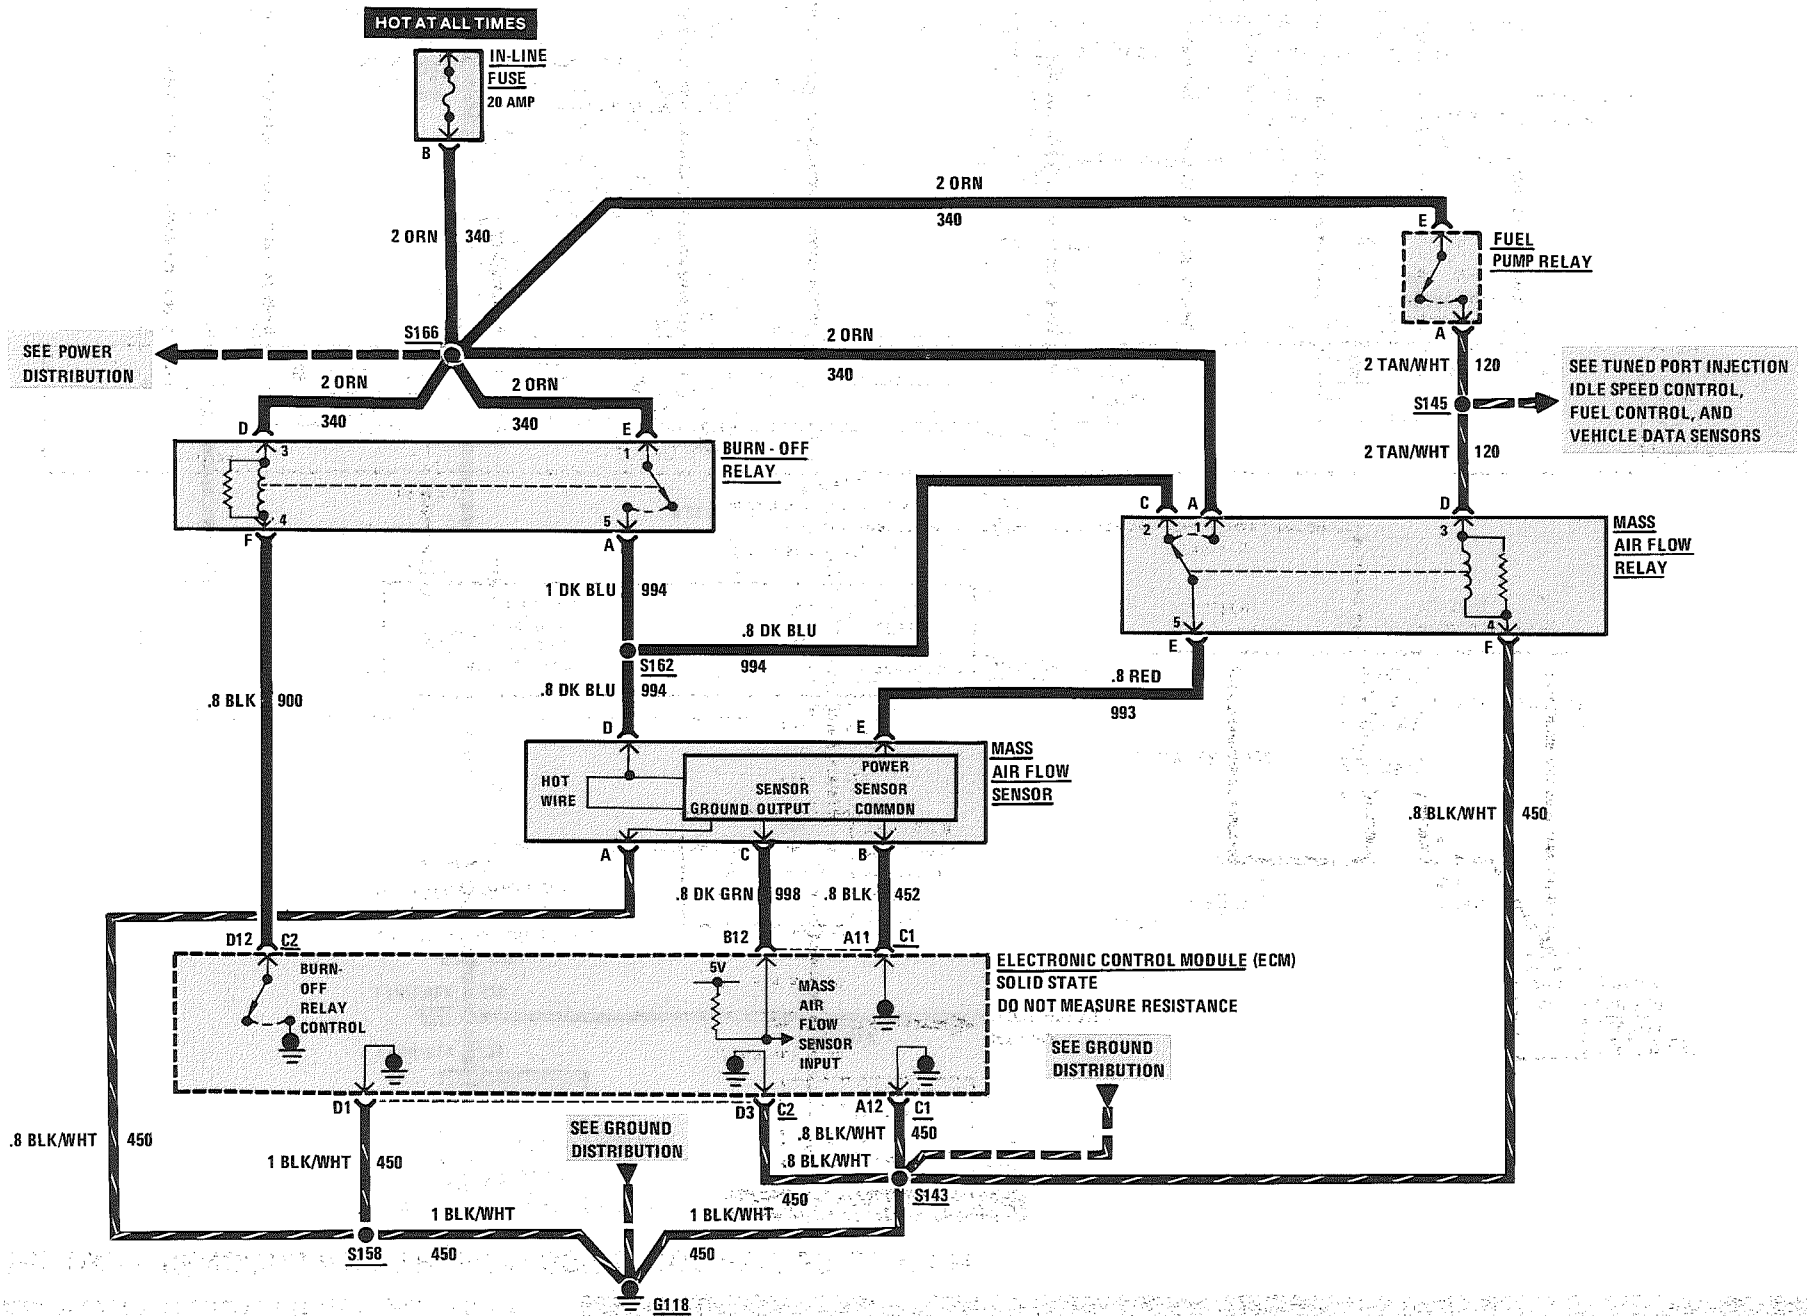 HOT AT ALL TIMES
IN-LINE
FUSE
20 AMP
B
2 ORN
340
2 ORN
340
E
FUEL
PUMP RELAY
A
S166
2 ORN
340
SEE POWER
DISTRIBUTION
2 ORN
340
2 ORN
340
2 TAN/WHT
120
S145
SEE TUNED PORT INJECTION
IDLE SPEED CONTROL,
FUEL CONTROL, AND
VEHICLE DATA SENSORS
2 TAN/WHT
120
D
E
3
1
BURN - OFF
RELAY
4
5
F
A
C
A
D
2
1
3
MASS
AIR FLOW
RELAY
5
4
E
F
1 DK BLU
994
.8 DK BLU
994
S162
.8 DK BLU
994
.8 RED
993
.8 BLK
900
D
E
MASS
AIR FLOW
SENSOR
HOT
WIRE
POWER
SENSOR
OUTPUT
SENSOR
COMMON
GROUND
.8 BLK/WHT
450
A
C
B
.8 DK GRN
998
.8 BLK
452
D12
C2
B12
A11
C1
ELECTRONIC CONTROL MODULE (ECM)
SOLID STATE
DO NOT MEASURE RESISTANCE
BURN-
OFF
RELAY
CONTROL
5V
MASS
AIR
FLOW
SENSOR
INPUT
SEE GROUND
DISTRIBUTION
D1
D3
C2
A12
C1
.8 BLK/WHT
450
SEE GROUND
DISTRIBUTION
.8 BLK/WHT
450
1 BLK/WHT
450
.8 BLK/WHT
450
S143
1 BLK/WHT
450
1 BLK/WHT
450
S158
G118